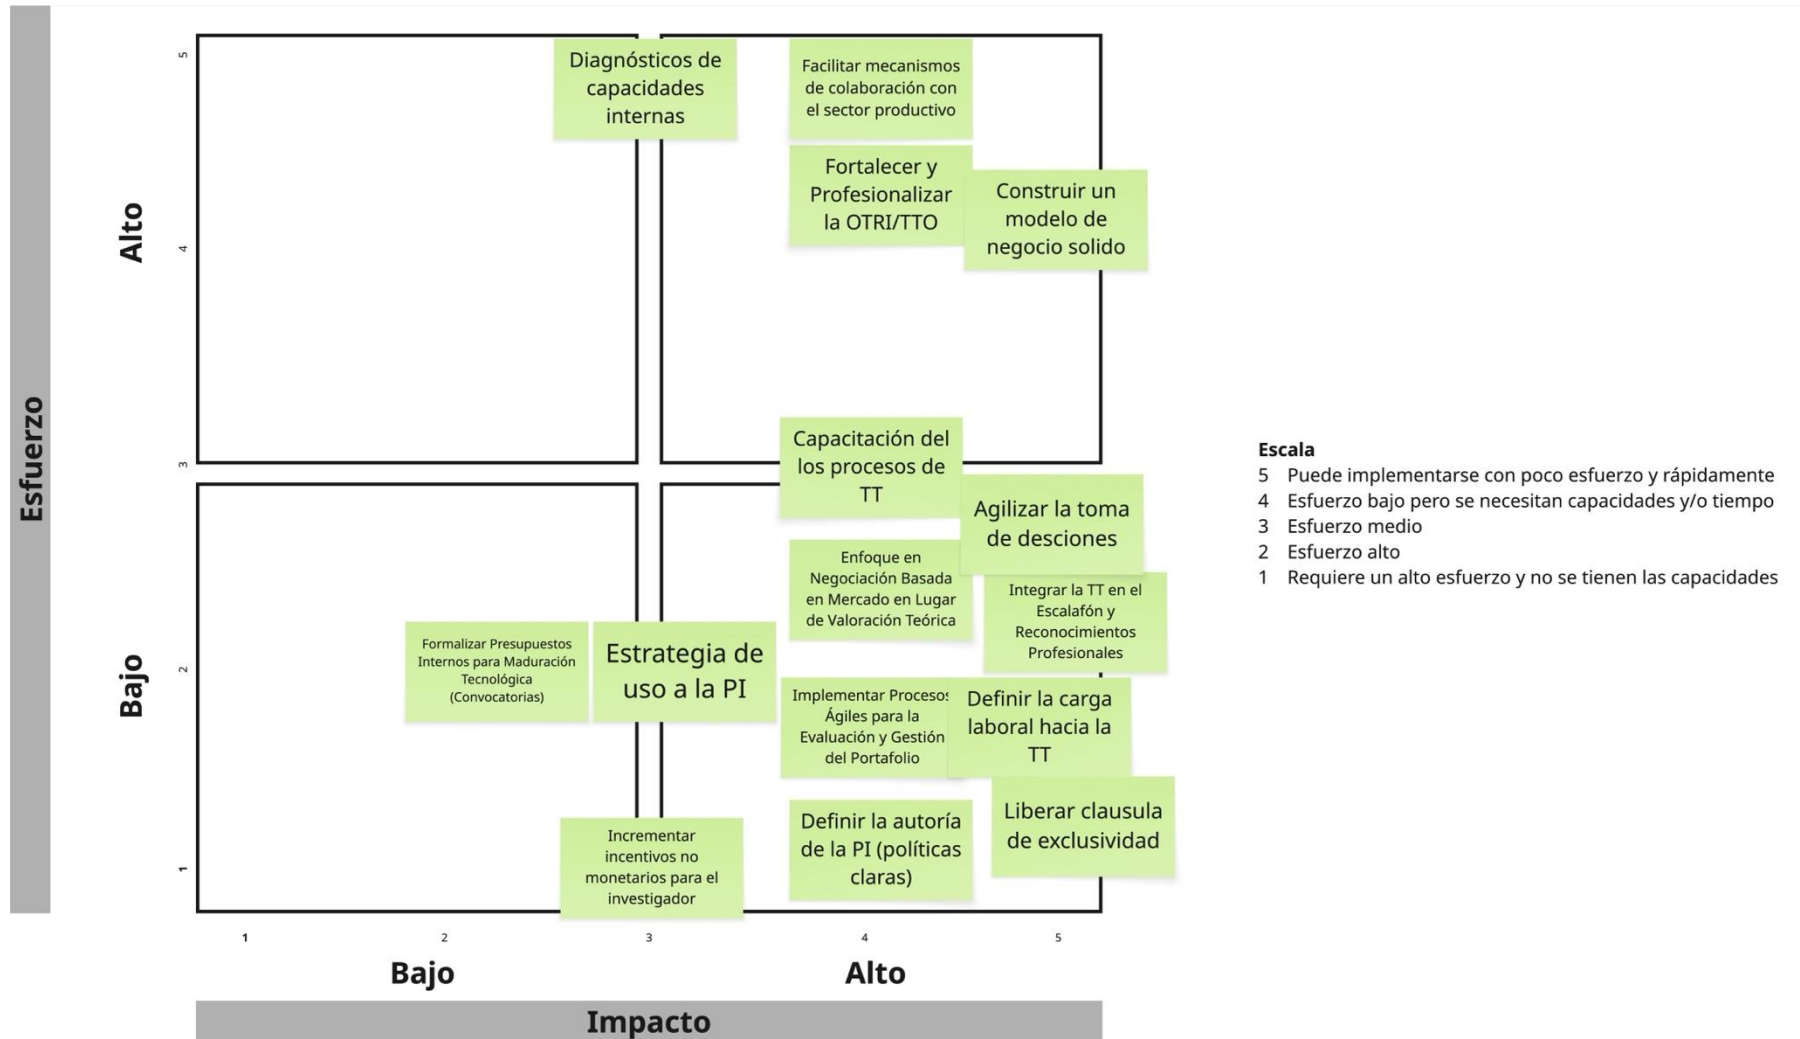 Esfuerzo
Alto
Bajo
5
4
3
2
1
Diagnósticos de
capacidades
internas
Facilitar mecanismos
de colaboración con
el sector productivo
Fortalecer y
Profesionalizar
la OTRI/TTO
Construir un
modelo de
negocio solido
Capacitación del
los procesos de
TT
Agilizar la toma
de desciones
Enfoque en
Negociación Basada
en Mercado en Lugar
de Valoración Teórica
Integrar la TT en el
Escalafón y
Reconocimientos
Profesionales
Formalizar Presupuestos
Internos para Maduración
Tecnológica
(Convocatorias)
Estrategia de
uso a la PI
Implementar Procesos
Ágiles para la
Evaluación y Gestión
del Portafolio
Definir la carga
laboral hacia la
TT
Incrementar
incentivos no
monetarios para el
investigador
Definir la autoría
de la PI (políticas
claras)
Liberar clausula
de exclusividad
1
2
3
4
5
Bajo
Alto
Impacto
Escala
5 Puede implementarse con poco esfuerzo y rápidamente
4 Esfuerzo bajo pero se necesitan capacidades y/o tiempo
3 Esfuerzo medio
2 Esfuerzo alto
1 Requiere un alto esfuerzo y no se tienen las capacidades